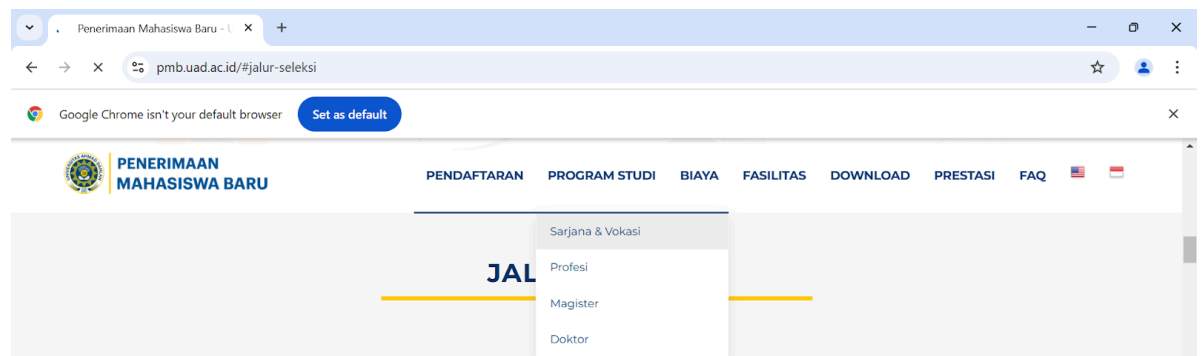 Penerimaan Mahasiswa Baru - U
pmb.uad.ac.id/#jalur-seleksi
Google Chrome isn't your default browser Set as default
PENERIMAAN
MAHASISWA BARU
PENDAFTARAN PROGRAM STUDI BIAYA FASILITAS DOWNLOAD PRESTASI FAQ
Sarjana & Vokasi
JAL
Profesi
Magister
Doktor